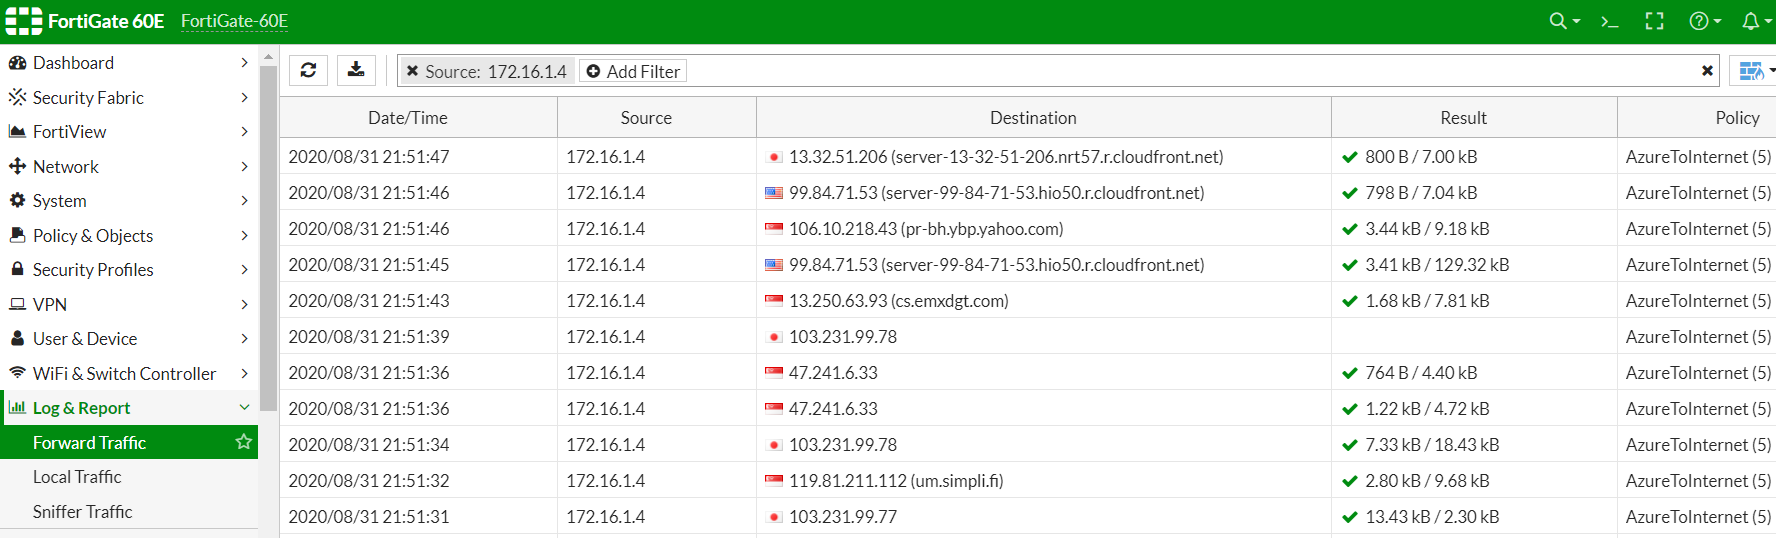 FortiGate 60E FortiGate-60E
Dashboard
Security Fabric
FortiView
Network
System
Policy & Objects
Security Profiles
VPN
User & Device
WiFi & Switch Controller
Log & Report
Forward Traffic
Local Traffic
Sniffer Traffic
Source: 172.16.1.4 Add Filter
Date/Time Source Destination Result Policy
2020/08/31 21:51:47 172.16.1.4 13.32.51.206 (server-13-32-51-206.nrt57.r.cloudfront.net) 800 B / 7.00 kB AzureToInternet (5)
2020/08/31 21:51:46 172.16.1.4 99.84.71.53 (server-99-84-71-53.hio50.r.cloudfront.net) 798 B / 7.04 kB AzureToInternet (5)
2020/08/31 21:51:46 172.16.1.4 106.10.218.43 (pr-bh.ybp.yahoo.com) 3.44 kB / 9.18 kB AzureToInternet (5)
2020/08/31 21:51:45 172.16.1.4 99.84.71.53 (server-99-84-71-53.hio50.r.cloudfront.net) 3.41 kB / 129.32 kB AzureToInternet (5)
2020/08/31 21:51:43 172.16.1.4 13.250.63.93 (cs.emxdgt.com) 1.68 kB / 7.81 kB AzureToInternet (5)
2020/08/31 21:51:39 172.16.1.4 103.231.99.78 AzureToInternet (5)
2020/08/31 21:51:36 172.16.1.4 47.241.6.33 764 B / 4.40 kB AzureToInternet (5)
2020/08/31 21:51:36 172.16.1.4 47.241.6.33 1.22 kB / 4.72 kB AzureToInternet (5)
2020/08/31 21:51:34 172.16.1.4 103.231.99.78 7.33 kB / 18.43 kB AzureToInternet (5)
2020/08/31 21:51:32 172.16.1.4 119.81.211.112 (um.simpli.fi) 2.80 kB / 9.68 kB AzureToInternet (5)
2020/08/31 21:51:31 172.16.1.4 103.231.99.77 13.43 kB / 2.30 kB AzureToInternet (5)